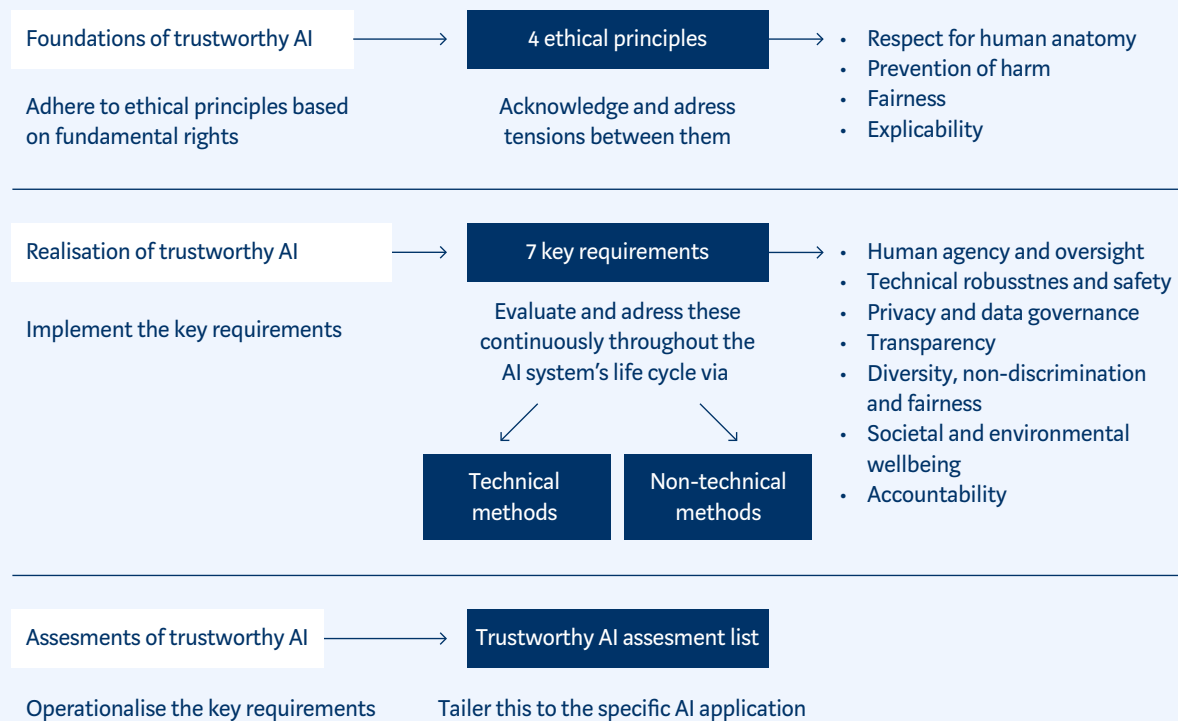 Foundations of trustworthy AI
4 ethical principles
• Respect for human anatomy
• Prevention of harm
• Fairness
• Explicability
Adhere to ethical principles based
on fundamental rights
Acknowledge and adress
tensions between them
Realisation of trustworthy AI
7 key requirements
• Human agency and oversight
• Technical robusstnes and safety
• Privacy and data governance
• Transparency
• Diversity, non-discrimination
and fairness
• Societal and environmental
wellbeing
• Accountability
Implement the key requirements
Evaluate and adress these
continuously throughout the
AI system's life cycle via
Technical
methods
Non-technical
methods
Assesments of trustworthy AI
Trustworthy AI assesment list
Operationalise the key requirements
Tailer this to the specific AI application